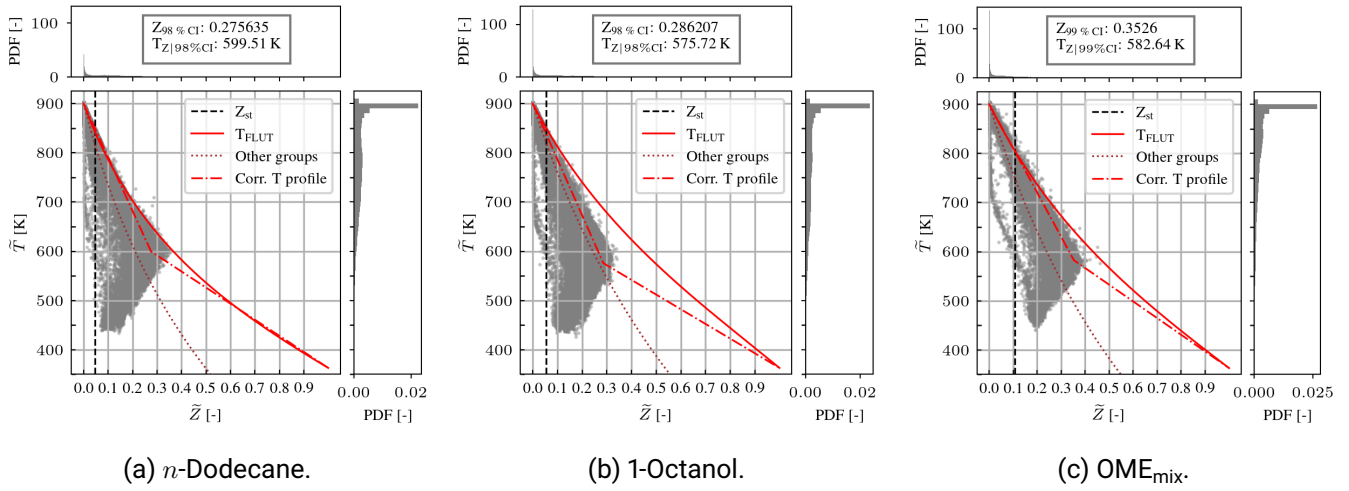 PDF [-]
100
0
Z98 % CI: 0.275635
TZ|98%CI: 599.51 K
900
800
700
600
500
400
T̃ [K]
Zst
TFLUT
Other groups
Corr. T profile
0.0 0.1 0.2 0.3 0.4 0.5 0.6 0.7 0.8 0.9
Z̃ [-]
0.00 0.02
PDF [-]
(a) n-Dodecane.
PDF [-]
100
0
Z98 % CI: 0.286207
TZ|98%CI: 575.72 K
900
800
700
600
500
400
T̃ [K]
Zst
TFLUT
Other groups
Corr. T profile
0.0 0.1 0.2 0.3 0.4 0.5 0.6 0.7 0.8 0.9
Z̃ [-]
0.00 0.02
PDF [-]
(b) 1-Octanol.
PDF [-]
100
0
Z99 % CI: 0.3526
TZ|99%CI: 582.64 K
900
800
700
600
500
400
T̃ [K]
Zst
TFLUT
Other groups
Corr. T profile
0.0 0.1 0.2 0.3 0.4 0.5 0.6 0.7 0.8 0.9
Z̃ [-]
0.000 0.025
PDF [-]
(c) OMEmix.